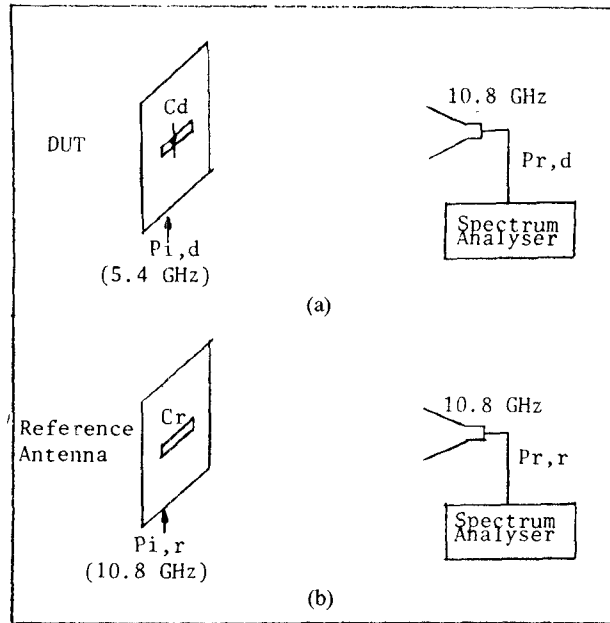 Cd
DUT
Pi,d
(5.4 GHz)
10.8 GHz
Pr,d
Spectrum
Analyser
(a)
Cr
Reference
Antenna
Pi,r
(10.8 GHz)
10.8 GHz
Pr,r
Spectrum
Analyser
(b)